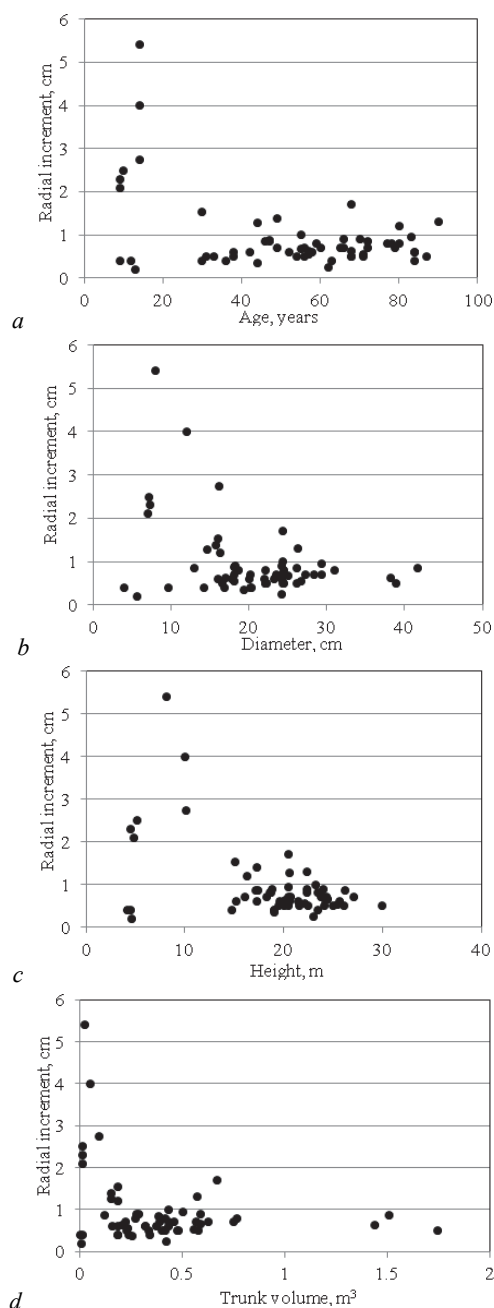 6
5
4
3
2
1
0
Radial increment, cm
0 20 40 60 80 100
Age, years
a
6
5
4
3
2
1
0
Radial increment, cm
0 10 20 30 40 50
Diameter, cm
b
6
5
4
3
2
1
0
Radial increment, cm
0 10 20 30 40
Height, m
c
6
5
4
3
2
1
0
Radial increment, cm
0 0.5 1 1.5 2
Trunk volume, m³
d